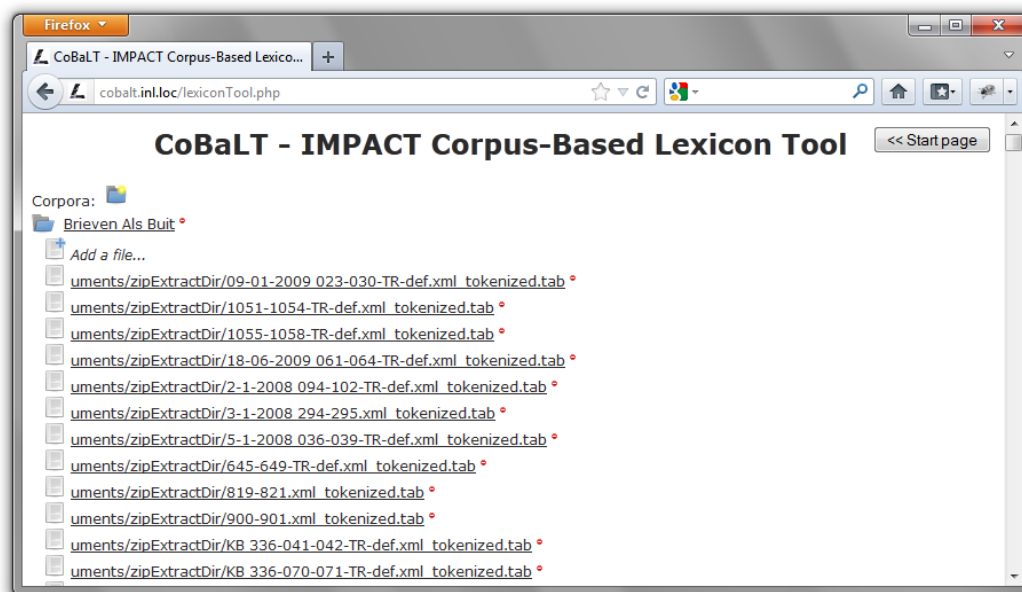 Firefox
CoBaLT - IMPACT Corpus-Based Lexico...
cobalt.inl.loc/lexiconTool.php
CoBaLT - IMPACT Corpus-Based Lexicon Tool
<< Start page
Corpora:
Brieven Als Buit
Add a file...
uments/zipExtractDir/09-01-2009 023-030-TR-def.xml_tokenized.tab
uments/zipExtractDir/1051-1054-TR-def.xml_tokenized.tab
uments/zipExtractDir/1055-1058-TR-def.xml_tokenized.tab
uments/zipExtractDir/18-06-2009 061-064-TR-def.xml_tokenized.tab
uments/zipExtractDir/2-1-2008 094-102-TR-def.xml_tokenized.tab
uments/zipExtractDir/3-1-2008 294-295.xml_tokenized.tab
uments/zipExtractDir/5-1-2008 036-039-TR-def.xml_tokenized.tab
uments/zipExtractDir/645-649-TR-def.xml_tokenized.tab
uments/zipExtractDir/819-821.xml_tokenized.tab
uments/zipExtractDir/900-901.xml_tokenized.tab
uments/zipExtractDir/KB 336-041-042-TR-def.xml_tokenized.tab
uments/zipExtractDir/KB 336-070-071-TR-def.xml_tokenized.tab